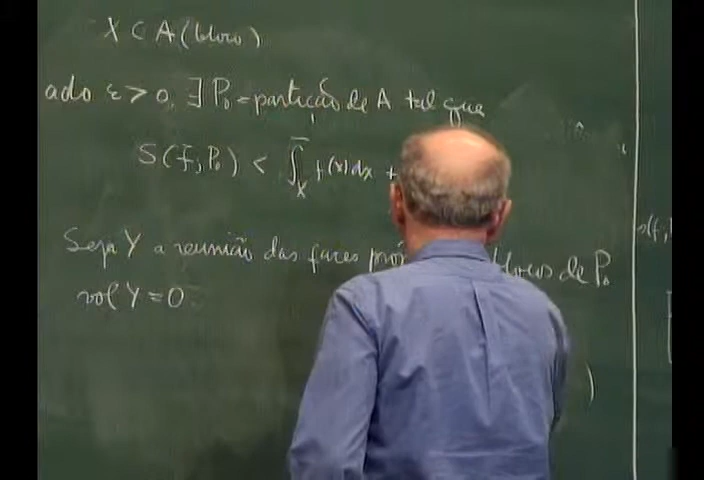 X ⊂ A (bloco)
ado ε > 0, ∃ P₀ = partição de A tal que
S(f; P₀) < ∫̅_X f(x)dx +
Seja Y a reunião das faces pró blocos de P₀
vol Y = 0
)
s(f;